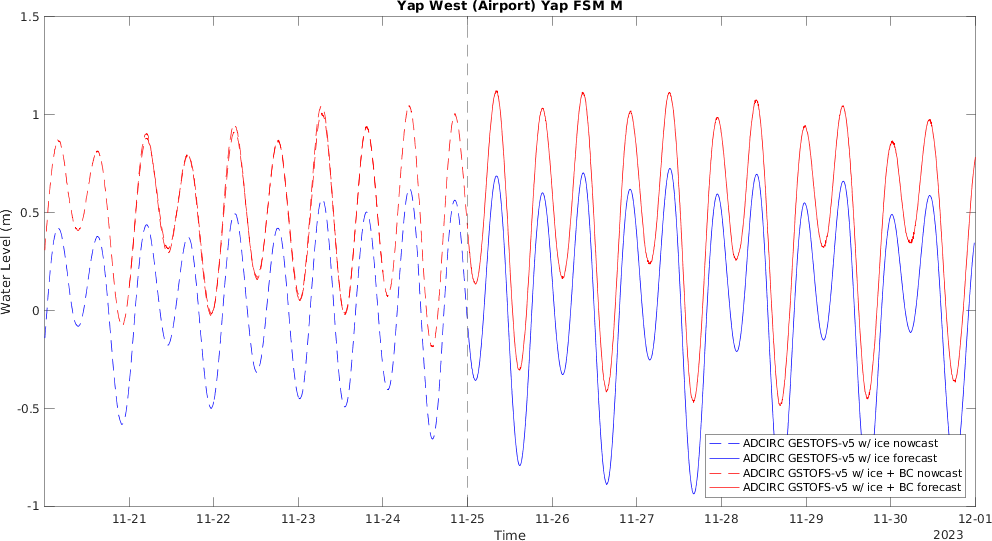 Yap West (Airport) Yap FSM M
Water Level (m)
1.5
1
0.5
0
-0.5
-1
ADCIRC GESTOFS-v5 w/ ice nowcast
ADCIRC GESTOFS-v5 w/ ice forecast
ADCIRC GSTOFS-v5 w/ ice + BC nowcast
ADCIRC GSTOFS-v5 w/ ice + BC forecast
11-21 11-22 11-23 11-24 11-25 11-26 11-27 11-28 11-29 11-30 12-01
Time
2023